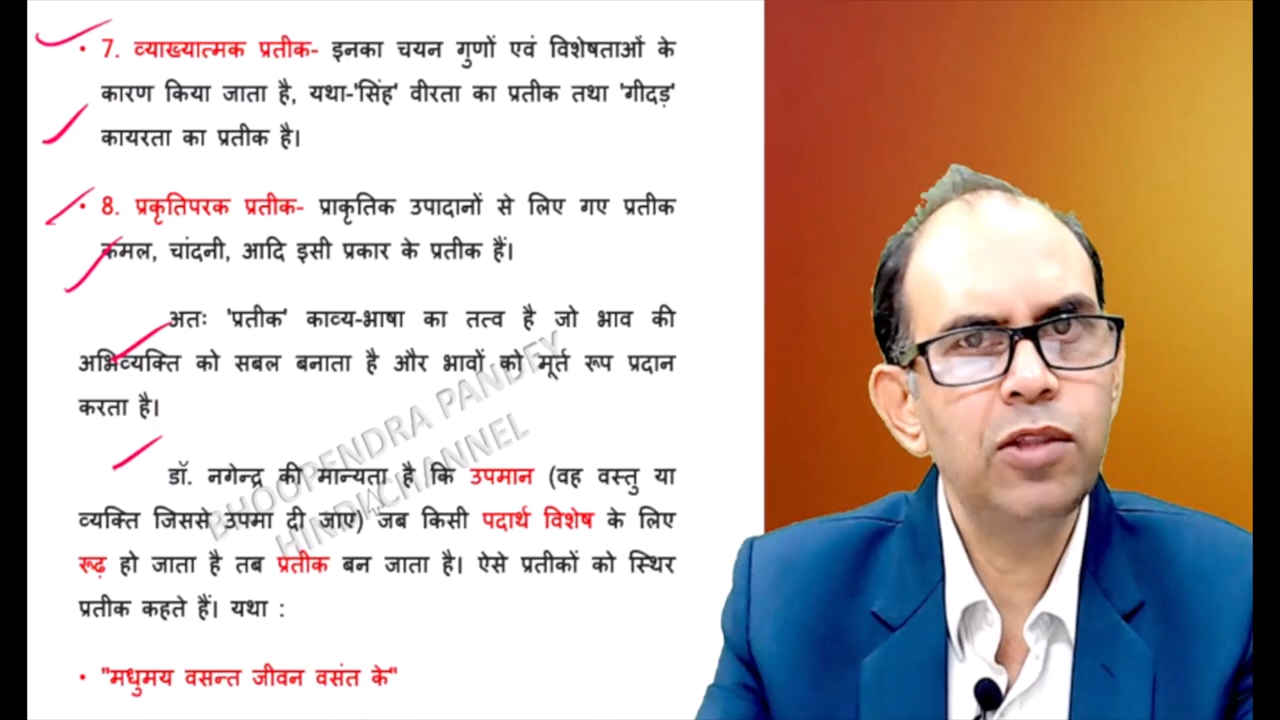 • 7. व्याख्यात्मक प्रतीक- इनका चयन गुणों एवं विशेषताओं के
कारण किया जाता है, यथा-'सिंह' वीरता का प्रतीक तथा 'गीदड़'
कायरता का प्रतीक है।
• 8. प्रकृतिपरक प्रतीक- प्राकृतिक उपादानों से लिए गए प्रतीक
कमल, चांदनी, आदि इसी प्रकार के प्रतीक हैं।
अतः 'प्रतीक' काव्य-भाषा का तत्व है जो भाव की
अभिव्यक्ति को सबल बनाता है और भावों को मूर्त रूप प्रदान
करता है।
डॉ. नगेन्द्र की मान्यता है कि उपमान (वह वस्तु या
व्यक्ति जिससे उपमा दी जाए) जब किसी पदार्थ विशेष के लिए
रूढ़ हो जाता है तब प्रतीक बन जाता है। ऐसे प्रतीकों को स्थिर
प्रतीक कहते हैं। यथा :
• "मधुमय वसन्त जीवन वसंत के"
BHOOPENDRA PANDEY
HINDI CHANNEL